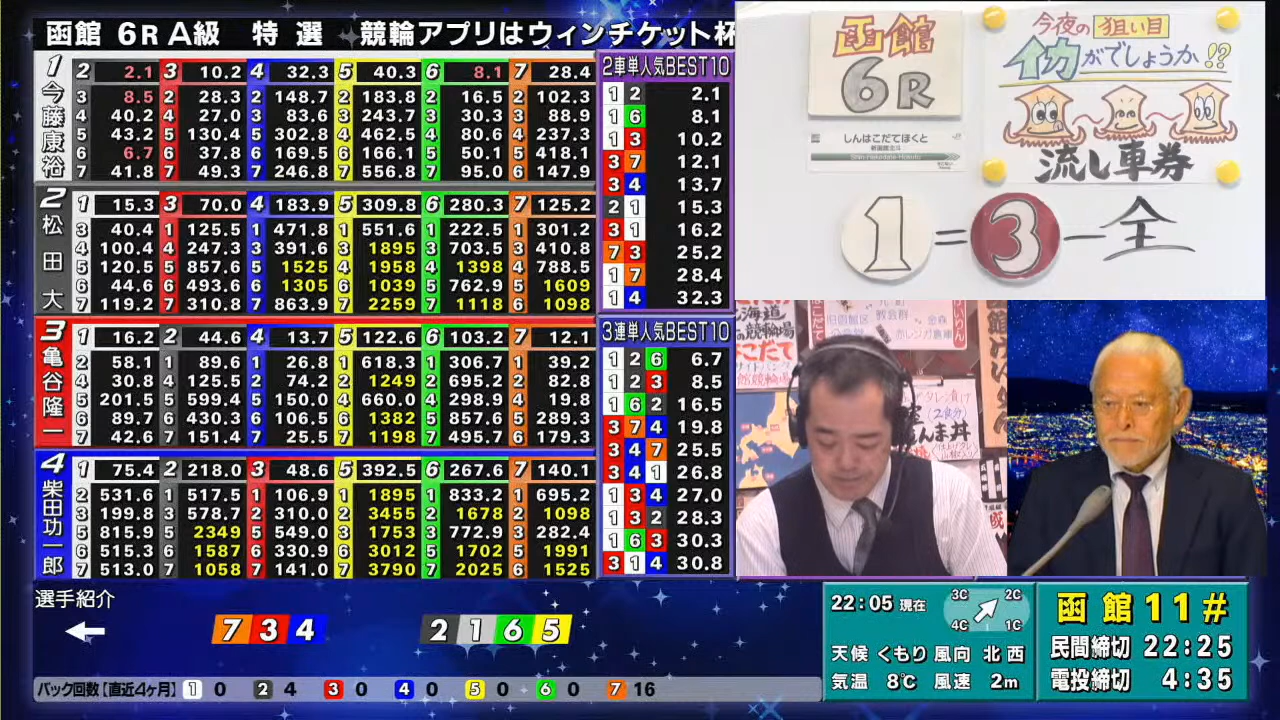 函館 6R A級 特選 競輪アプリはウィンチケット杯
1 今藤康裕
2 2.1 3 10.2 4 32.3 5 40.3 6 8.1 7 28.4
3 8.5 2 28.3 2 148.7 2 183.8 2 16.5 2 102.3
4 40.2 4 27.0 3 83.6 3 243.7 3 30.3 3 88.9
5 43.2 5 130.4 5 302.8 4 462.5 4 80.6 4 237.3
6 6.7 6 37.8 6 169.5 6 166.1 5 50.1 5 418.1
7 41.8 7 49.3 7 246.8 7 556.8 7 95.0 6 147.9
2 松田大
1 15.3 3 70.0 4 183.9 5 309.8 6 280.3 7 125.2
3 40.4 1 125.5 1 471.8 1 551.6 1 222.5 1 301.2
4 100.4 4 247.3 3 391.6 3 1895 3 703.5 3 410.8
5 120.5 5 857.6 5 1525 4 1958 4 1398 4 788.5
6 44.6 6 493.6 6 1305 6 1039 5 762.9 5 1609
7 119.2 7 310.8 7 863.9 7 2259 7 1118 6 1098
3 亀谷隆一
1 16.2 2 44.6 4 13.7 5 122.6 6 103.2 7 12.1
2 58.1 1 89.6 1 26.8 1 618.3 1 306.7 1 39.2
4 30.8 4 125.5 2 74.2 2 1249 2 695.2 2 82.8
5 201.5 5 599.4 5 150.0 4 660.0 4 298.9 4 19.8
6 89.7 6 430.3 6 106.5 6 1382 5 857.6 5 289.3
7 42.6 7 151.4 7 25.5 7 1198 7 495.7 6 179.3
4 柴田功一郎
1 75.4 2 218.0 3 48.6 5 392.5 6 267.6 7 140.1
2 531.6 1 517.5 1 106.9 1 1895 1 833.2 1 695.2
3 199.8 3 578.7 2 310.0 2 3455 2 1678 2 1098
5 815.9 5 2349 5 549.0 3 1753 3 772.9 3 282.4
6 515.3 6 1587 6 330.9 6 3012 5 1702 5 1991
7 513.0 7 1058 7 141.0 7 3790 7 2025 6 1525
2車単人気BEST10
1 2 2.1
1 6 8.1
1 3 10.2
3 7 12.1
3 4 13.7
2 1 15.3
3 1 16.2
7 3 25.2
1 7 28.4
1 4 32.3
3連単人気BEST10
1 2 6 6.7
1 2 3 8.5
1 6 2 16.5
3 7 4 19.8
3 4 7 25.5
3 4 1 26.8
1 3 4 27.0
1 3 2 28.3
1 6 3 30.3
3 1 4 30.8
函館
6R
しんはこだてほくと
今夜の狙い目
イカがでしょうか!?
流し車券
1=3-全
選手紹介
← 7 3 4 2 1 6 5
バック回数【直近4ヶ月】 1 0 2 4 3 0 4 0 5 0 6 0 7 16
22:05 現在
3C 2C
4C 1C
天候 くもり 風向 北西
気温 8℃ 風速 2m
函館11#
民間締切 22:25
電投締切 4:35